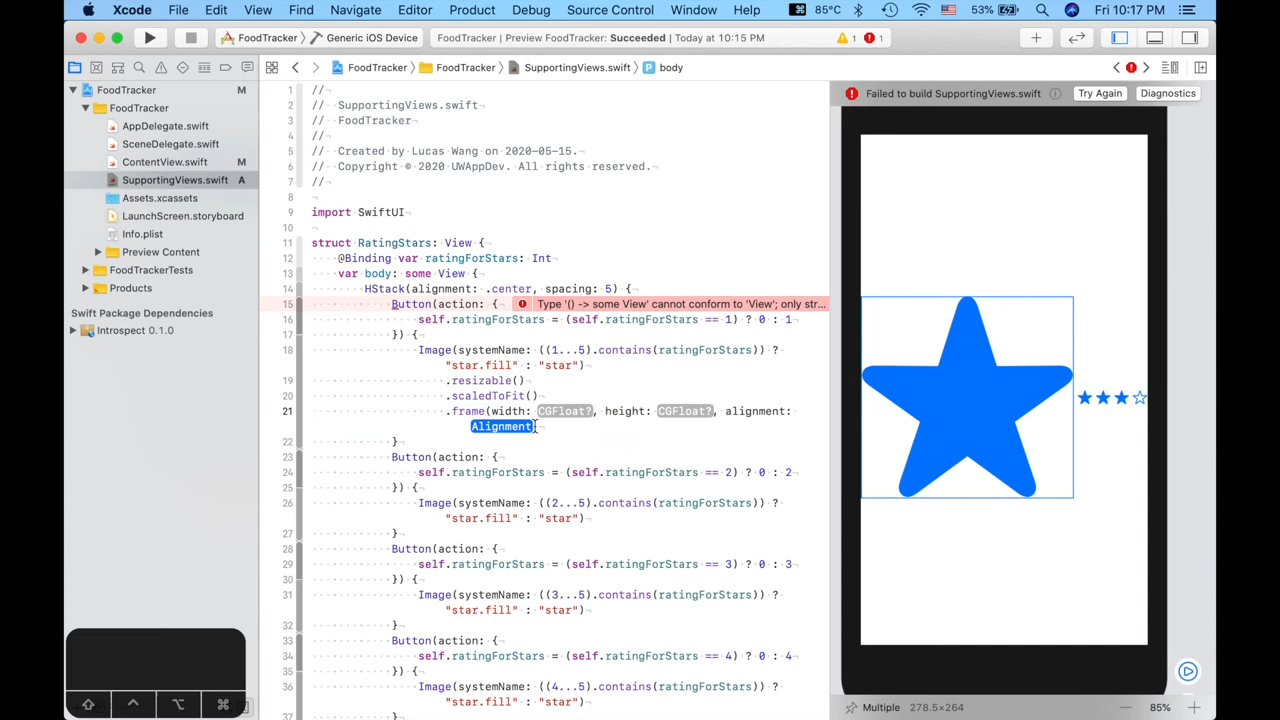 Xcode File Edit View Find Navigate Editor Product Debug Source Control Window Help 85°C 53% Fri 10:17 PM
FoodTracker Generic iOS Device FoodTracker | Preview FoodTracker: Succeeded | Today at 10:15 PM 1 1
FoodTracker FoodTracker SupportingViews.swift P body
FoodTracker M
FoodTracker
AppDelegate.swift
SceneDelegate.swift
ContentView.swift M
SupportingViews.swift A
Assets.xcassets
LaunchScreen.storyboard
Info.plist
Preview Content
FoodTrackerTests
Products
Swift Package Dependencies
Introspect 0.1.0
1 //
2 // SupportingViews.swift
3 // FoodTracker
4 //
5 // Created by Lucas Wang on 2020-05-15.
6 // Copyright © 2020 UWAppDev. All rights reserved.
7 //
8
9 import SwiftUI
10
11 struct RatingStars: View {
12 @Binding var ratingForStars: Int
13 var body: some View {
14 HStack(alignment: .center, spacing: 5) {
15 Button(action: { Type '() -> some View' cannot conform to 'View'; only str...
16 self.ratingForStars = (self.ratingForStars == 1) ? 0 : 1
17 }) {
18 Image(systemName: ((1...5).contains(ratingForStars)) ?
"star.fill" : "star")
19 .resizable()
20 .scaledToFit()
21 .frame(width: CGFloat?, height: CGFloat?, alignment:
Alignment)
22 }
23 Button(action: {
24 self.ratingForStars = (self.ratingForStars == 2) ? 0 : 2
25 }) {
26 Image(systemName: ((2...5).contains(ratingForStars)) ?
"star.fill" : "star")
27 }
28 Button(action: {
29 self.ratingForStars = (self.ratingForStars == 3) ? 0 : 3
30 }) {
31 Image(systemName: ((3...5).contains(ratingForStars)) ?
"star.fill" : "star")
32 }
33 Button(action: {
34 self.ratingForStars = (self.ratingForStars == 4) ? 0 : 4
35 }) {
36 Image(systemName: ((4...5).contains(ratingForStars)) ?
"star.fill" : "star")
37 }
Failed to build SupportingViews.swift Try Again Diagnostics
Multiple 278.5×264 85%